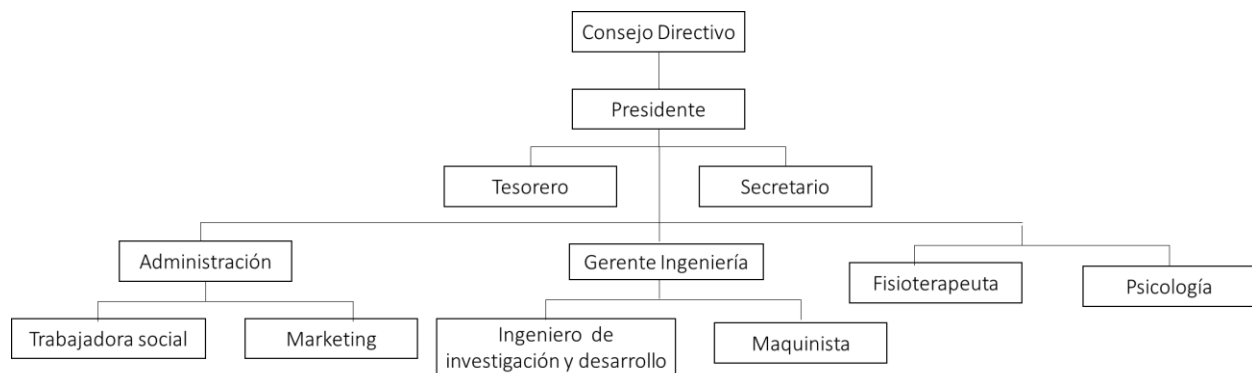 Consejo Directivo
Presidente
Tesorero
Secretario
Administración
Gerente Ingeniería
Fisioterapeuta
Psicología
Trabajadora social
Marketing
Ingeniero de
investigación y desarrollo
Maquinista